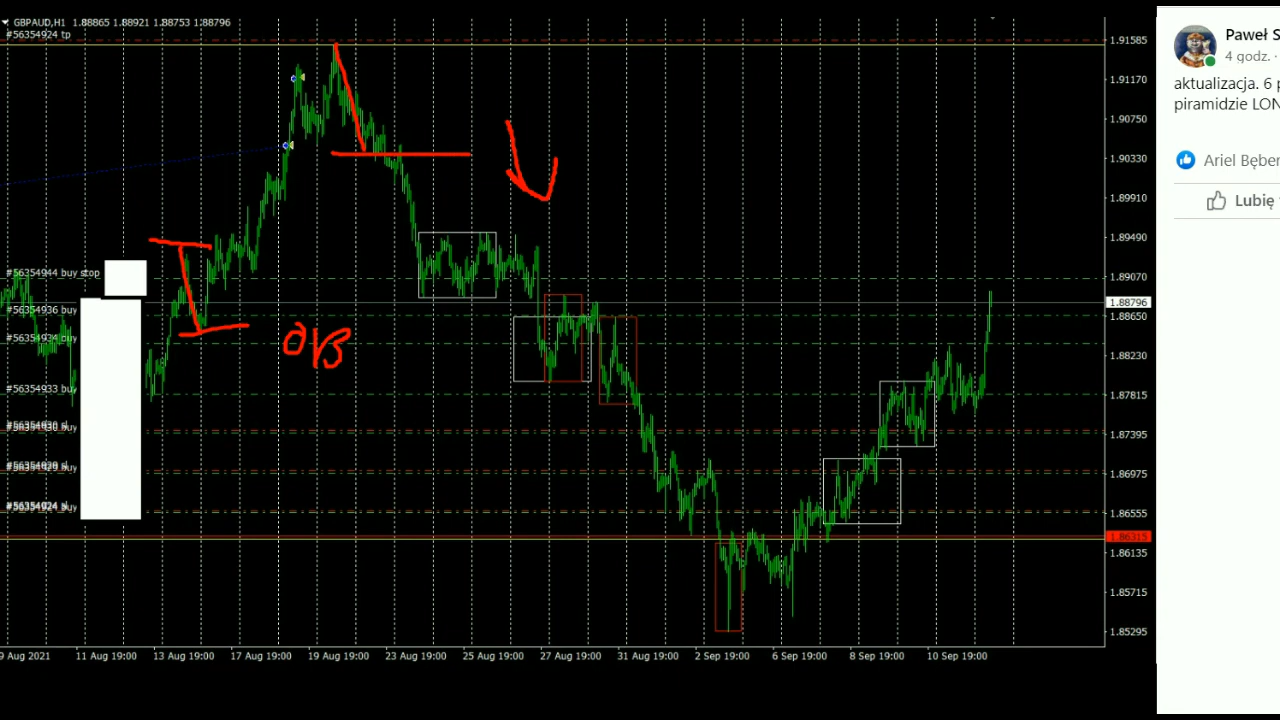 GBPAUD,H1 1.88865 1.88921 1.88753 1.88796
#56354924 tp
#56354944 buy stop
#56354936 buy
#56354934 buy
#56354933 buy
#56354930 buy
#56354929 buy
#56354924 buy
OVB
1.91585
1.91170
1.90750
1.90330
1.89910
1.89490
1.89070
1.88796
1.88650
1.88230
1.87815
1.87395
1.86975
1.86555
1.86315
1.86135
1.85715
1.85295
9 Aug 2021
11 Aug 19:00
13 Aug 19:00
17 Aug 19:00
19 Aug 19:00
23 Aug 19:00
25 Aug 19:00
27 Aug 19:00
31 Aug 19:00
2 Sep 19:00
6 Sep 19:00
8 Sep 19:00
10 Sep 19:00
Paweł S
4 godz. ·
aktualizacja. 6 p
piramidzie LON
Ariel Bęber
Lubię